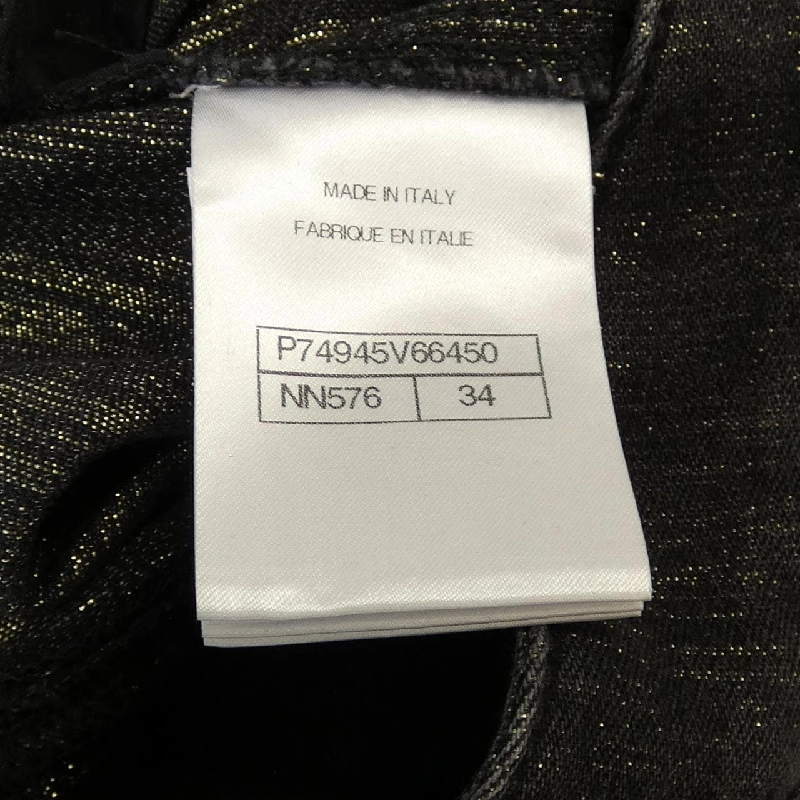 MADE IN ITALY
FABRIQUE EN ITALIE
P74945V66450
NN576 34